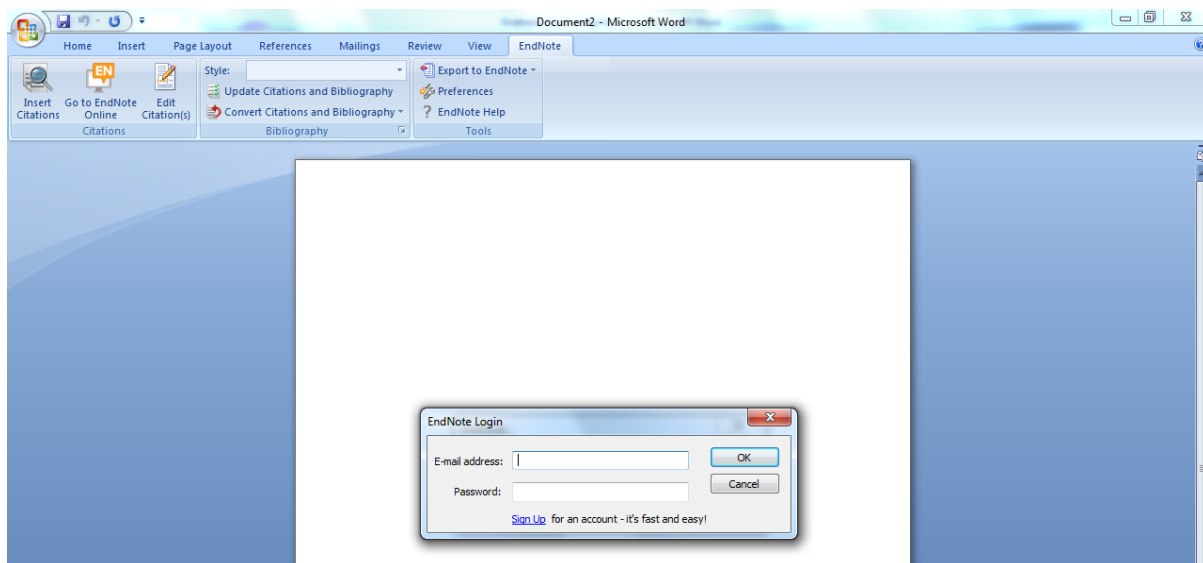 Document2 - Microsoft Word
Home Insert Page Layout References Mailings Review View EndNote
EN
Insert Citations
Go to EndNote Online
Edit Citation(s)
Citations
Style:
Update Citations and Bibliography
Convert Citations and Bibliography
Bibliography
Export to EndNote
Preferences
? EndNote Help
Tools
EndNote Login
E-mail address:
OK
Password:
Cancel
Sign Up for an account - it's fast and easy!